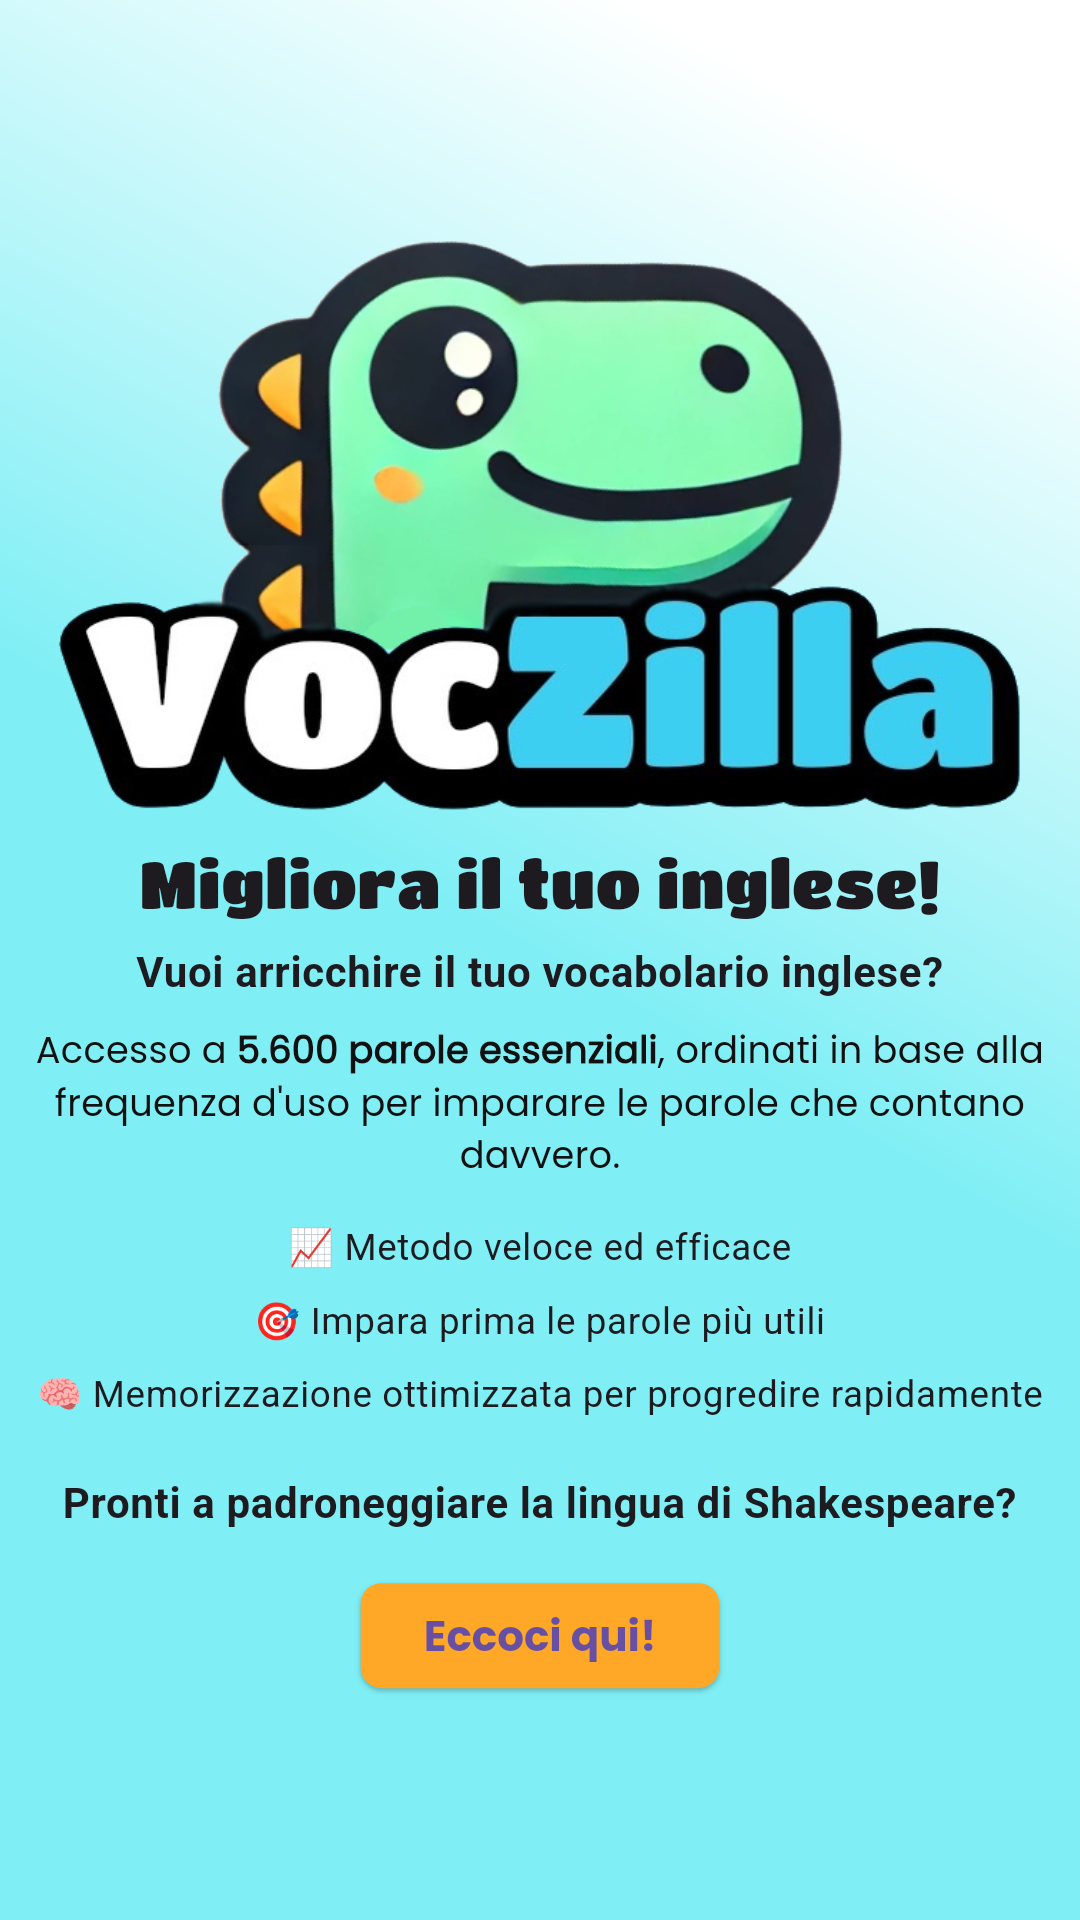 VocZilla
Migliora il tuo inglese!
Vuoi arricchire il tuo vocabolario inglese?
Accesso a 5.600 parole essenziali, ordinati in base alla
frequenza d'uso per imparare le parole che contano
davvero.
📈 Metodo veloce ed efficace
🎯 Impara prima le parole più utili
🧠 Memorizzazione ottimizzata per progredire rapidamente
Pronti a padroneggiare la lingua di Shakespeare?
Eccoci qui!